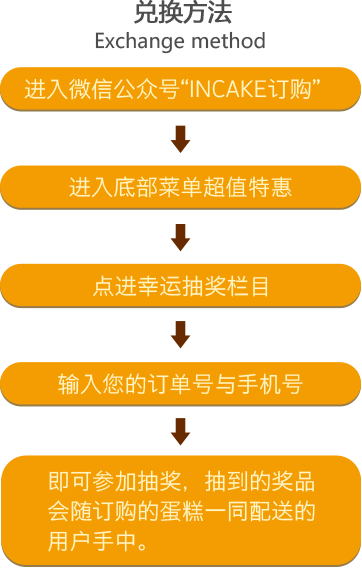 兑换方法
Exchange method
进入微信公众号“INCAKE订购”
进入底部菜单超值特惠
点进幸运抽奖栏目
输入您的订单号与手机号
即可参加抽奖，抽到的奖品
会随订购的蛋糕一同配送的
用户手中。